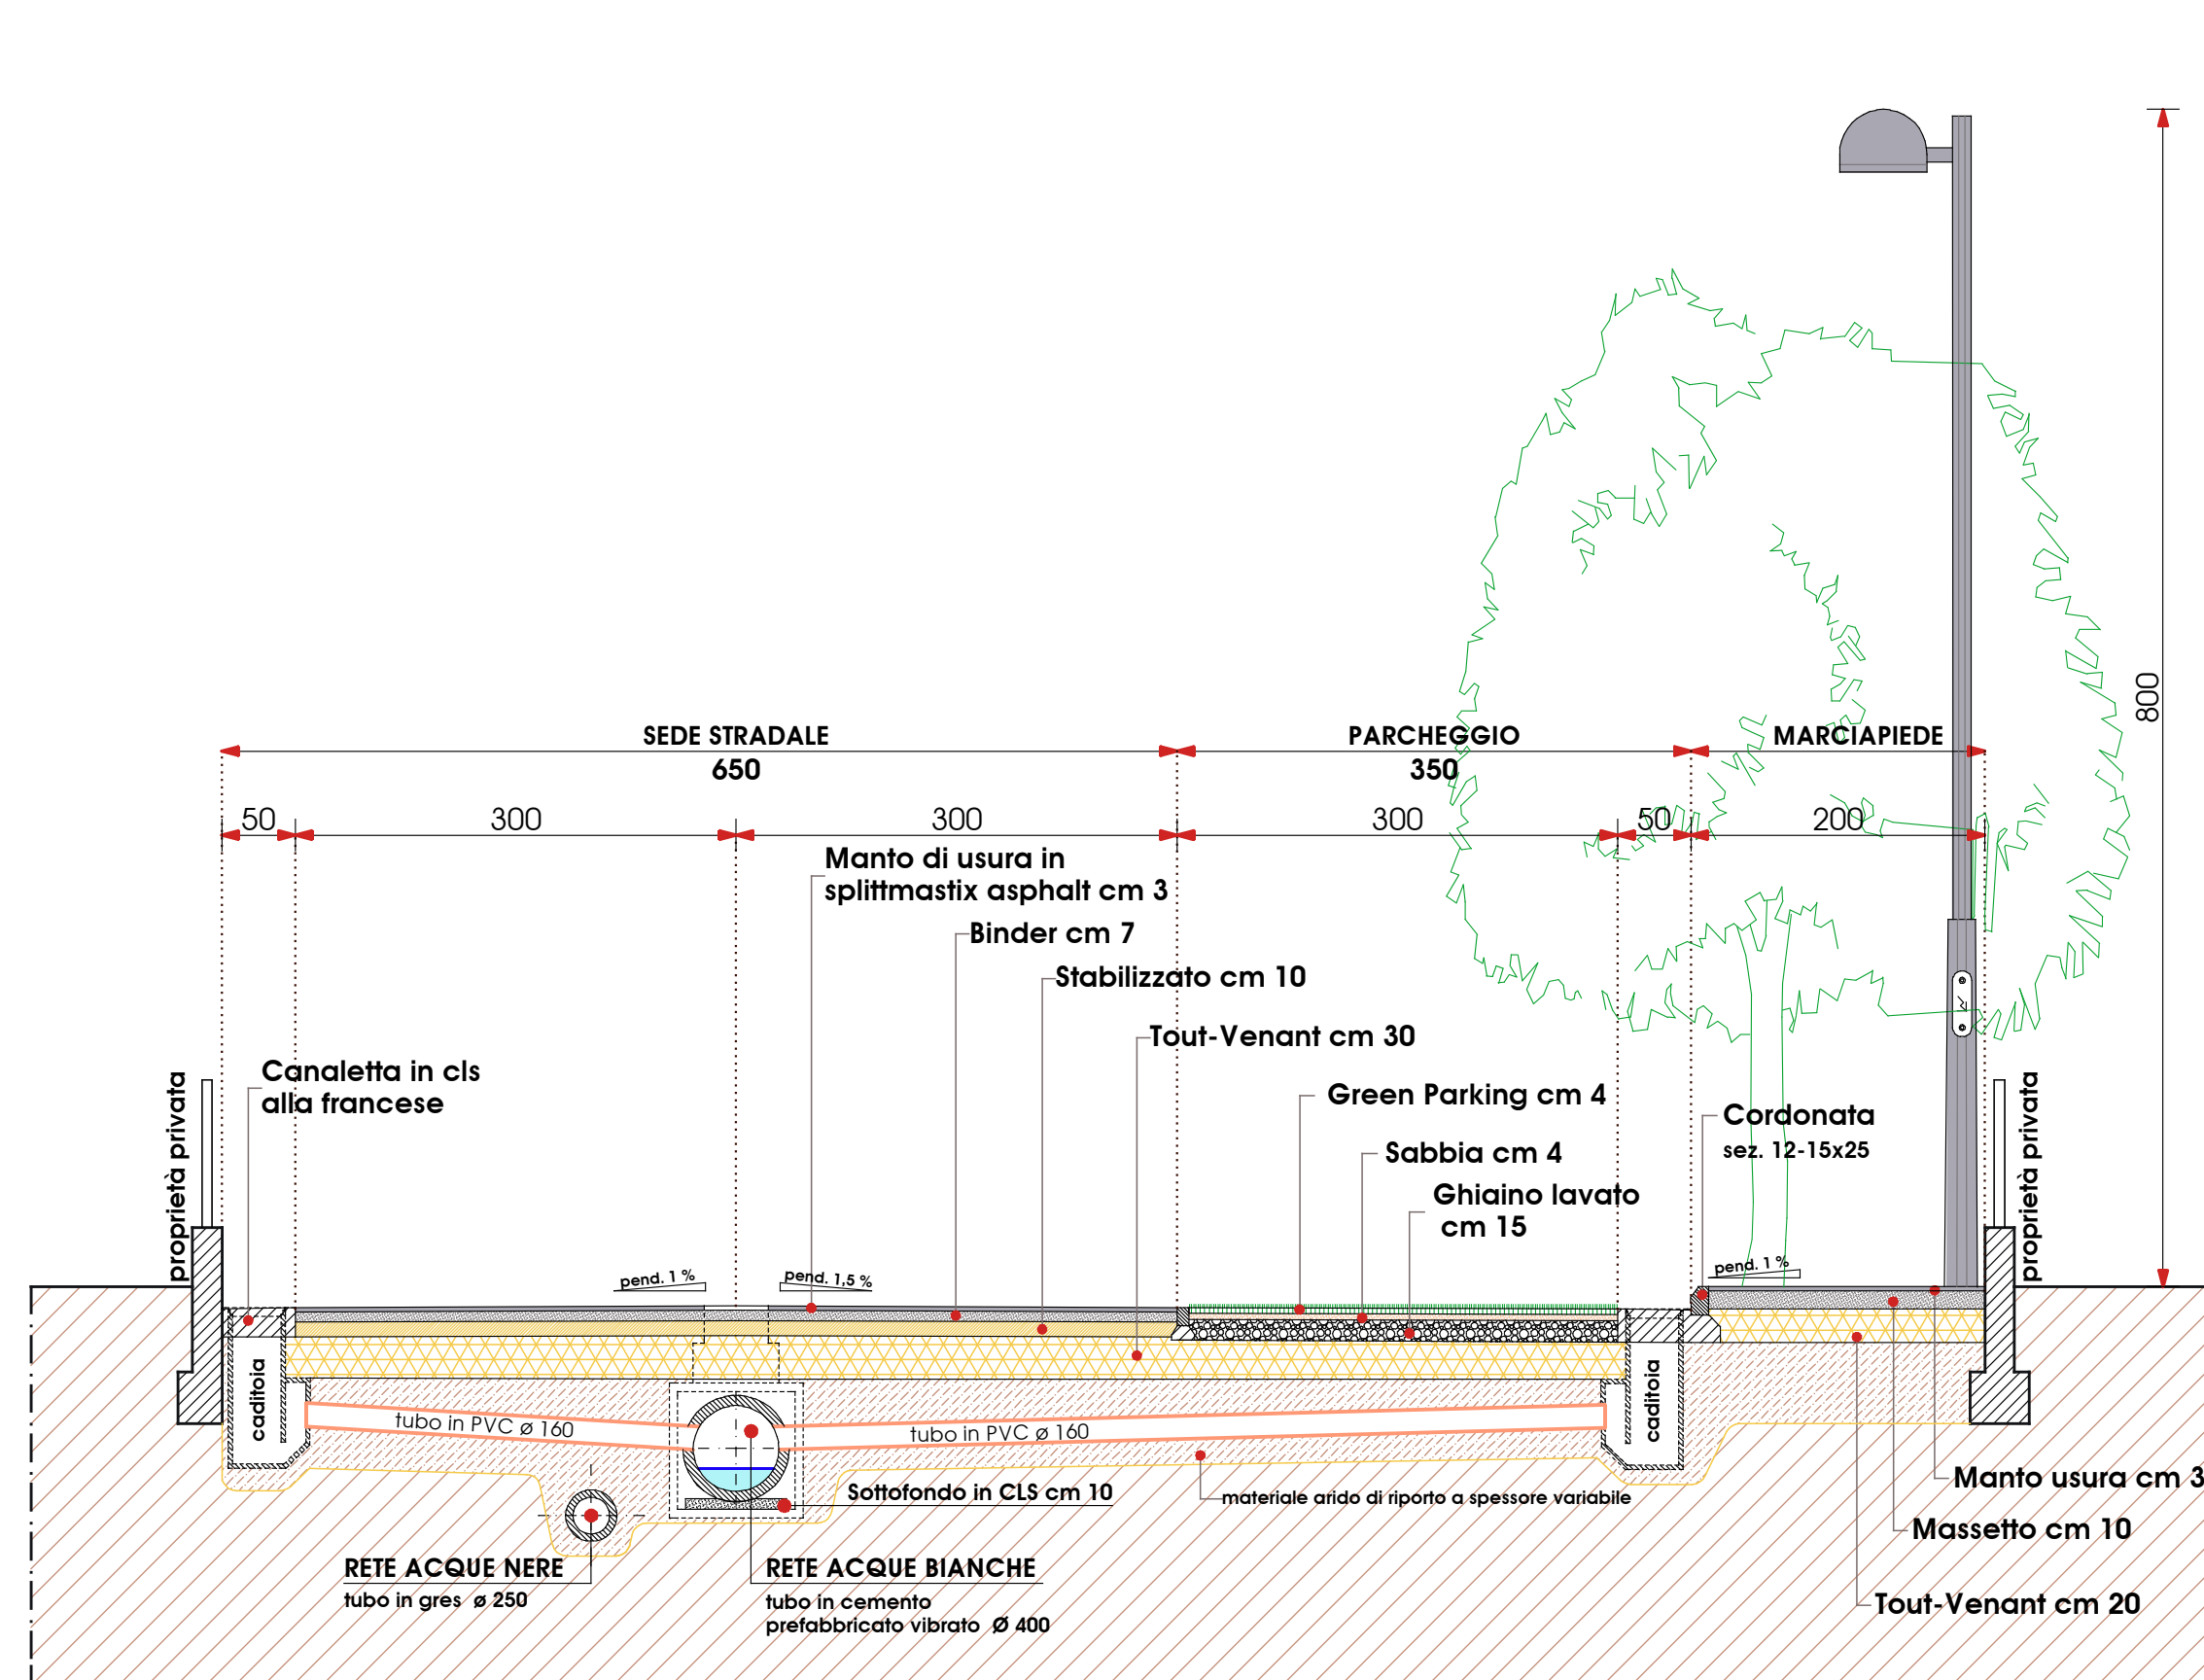 800
SEDE STRADALE
650
PARCHEGGIO
350
MARCIAPIEDE
50
300
300
300
50
200
Manto di usura in
splittmastix asphalt cm 3
Binder cm 7
Stabilizzato cm 10
Tout-Venant cm 30
Canaletta in cls
alla francese
Green Parking cm 4
Cordonata
sez. 12-15x25
Sabbia cm 4
Ghiaino lavato
cm 15
proprietà privata
proprietà privata
pend. 1 %
pend. 1,5 %
pend. 1 %
caditoia
caditoia
tubo in PVC ø 160
tubo in PVC ø 160
Sottofondo in CLS cm 10
materiale arido di riporto a spessore variabile
Manto usura cm 3
Massetto cm 10
Tout-Venant cm 20
RETE ACQUE NERE
tubo in gres ø 250
RETE ACQUE BIANCHE
tubo in cemento
prefabbricato vibrato Ø 400